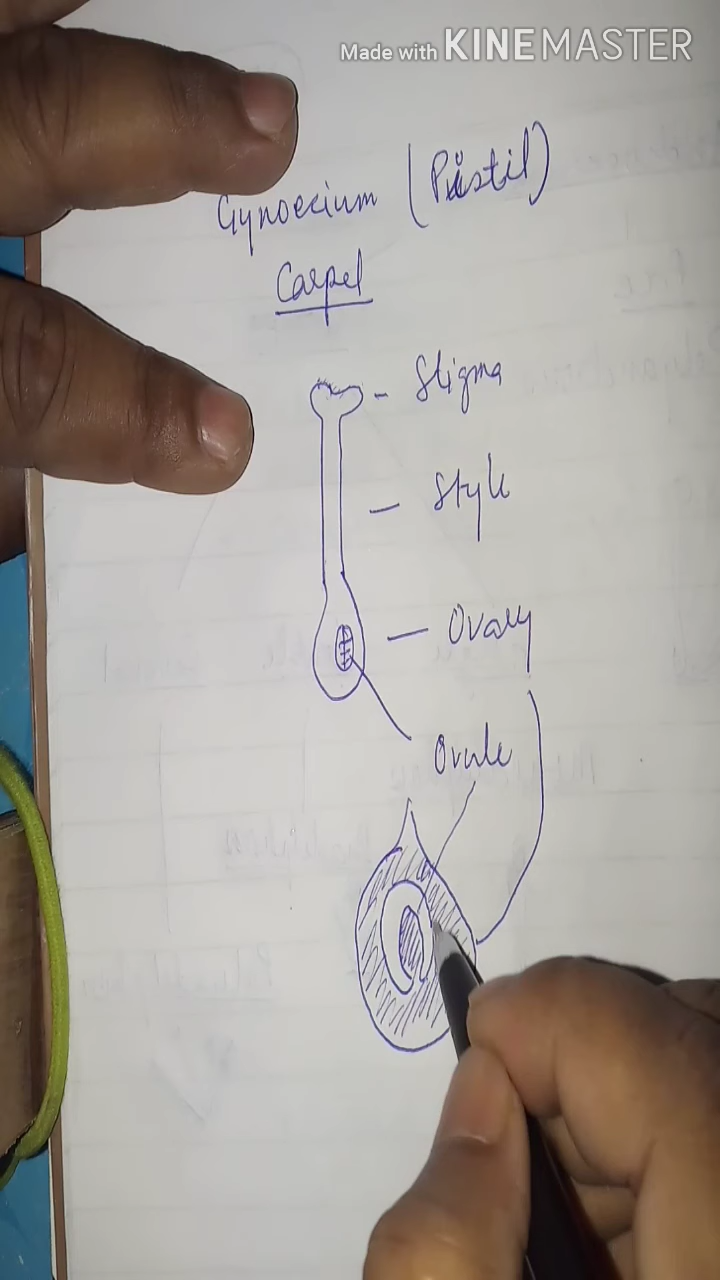 Made with KINEMASTER
Gynoecium (Pistil)
Carpel
Stigma
Style
Ovary
Ovule